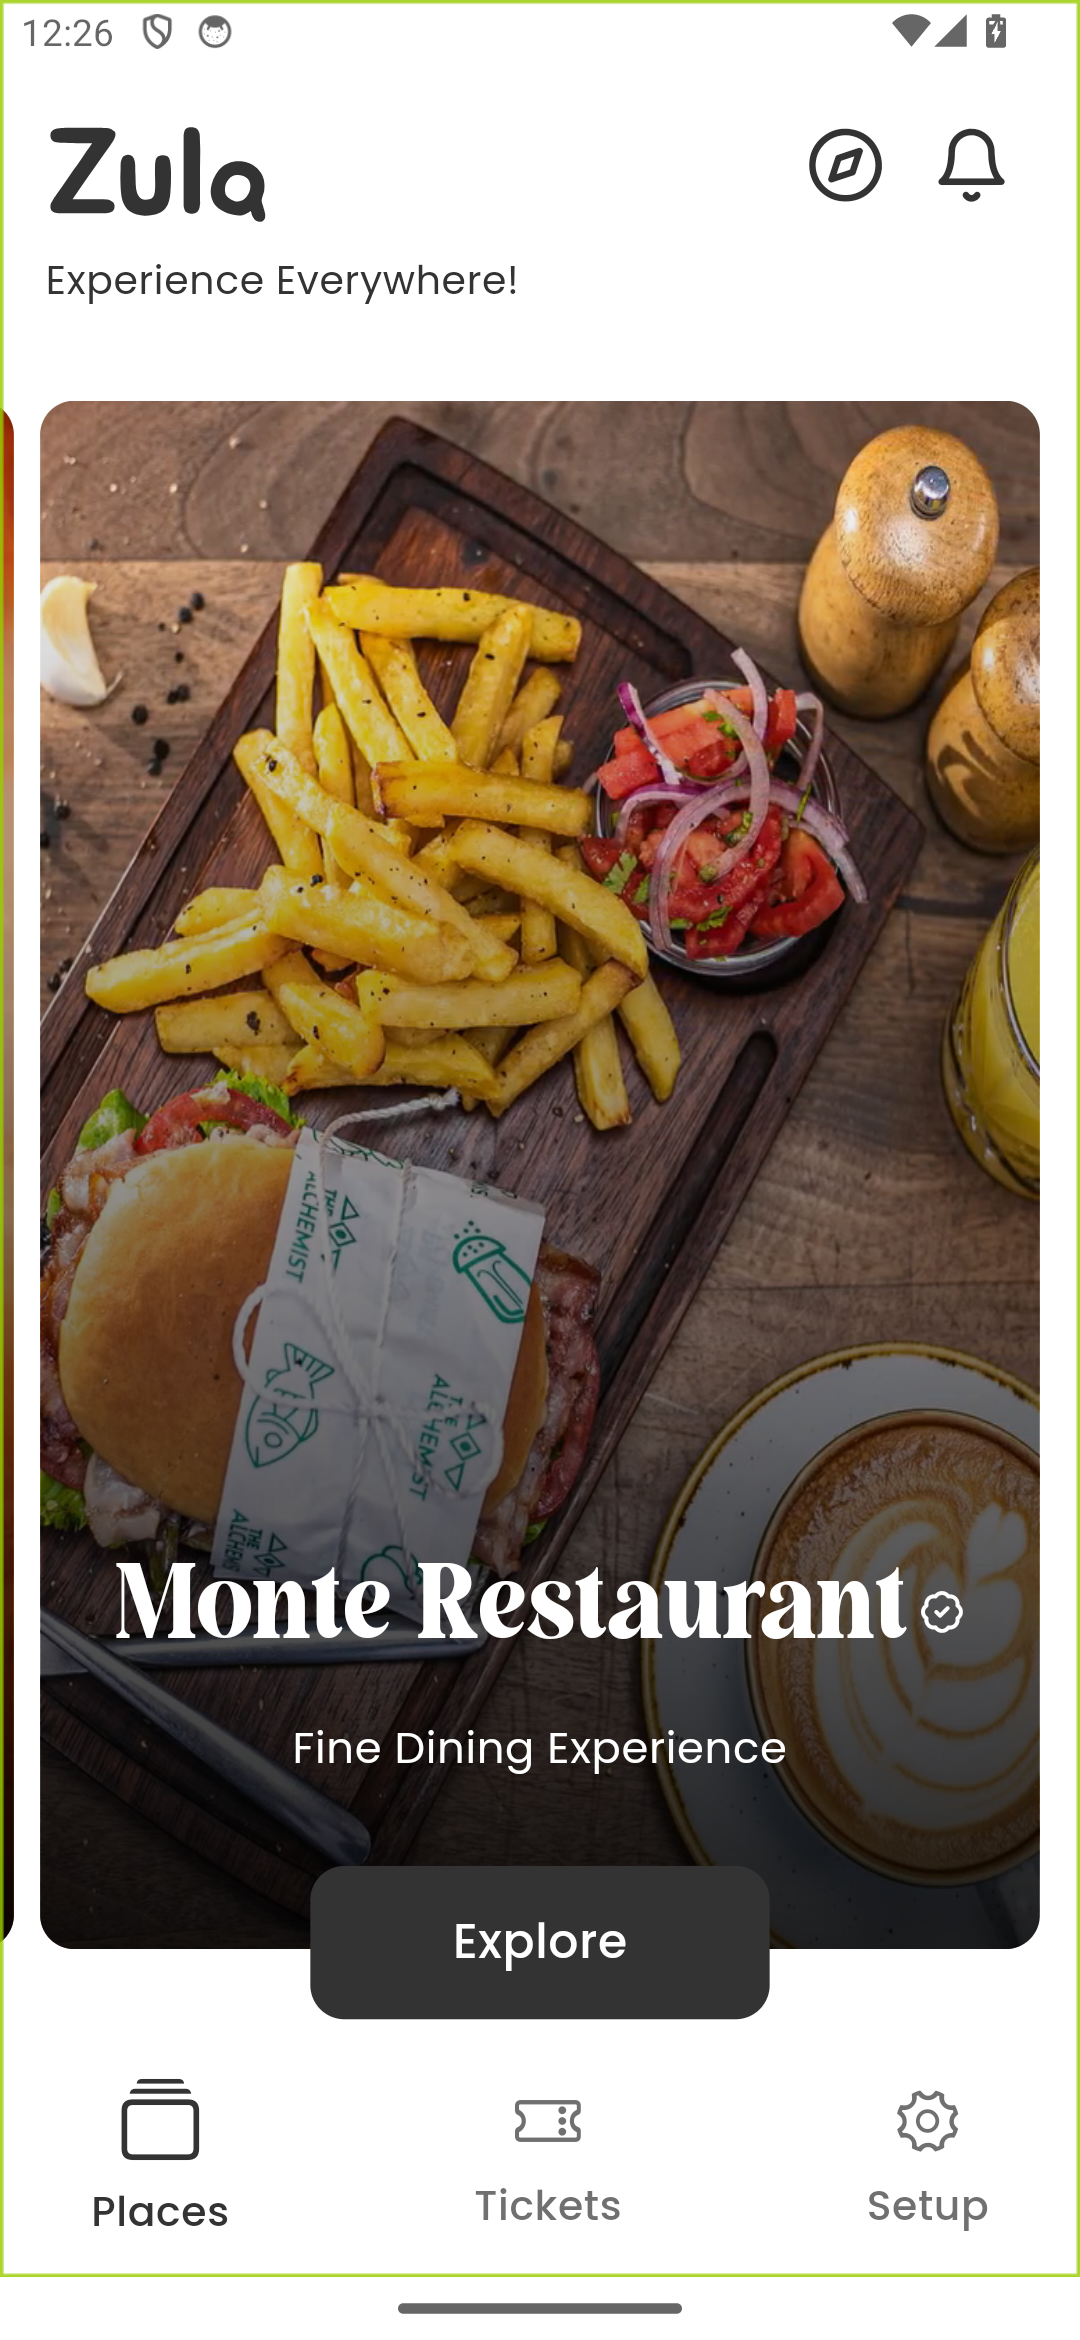 12:26
Zula
Experience Everywhere!
THE
ALCHEMIST
THE
ALCHEMIST
THE
Monte Restaurant
Fine Dining Experience
Explore
Places
Tickets
Setup